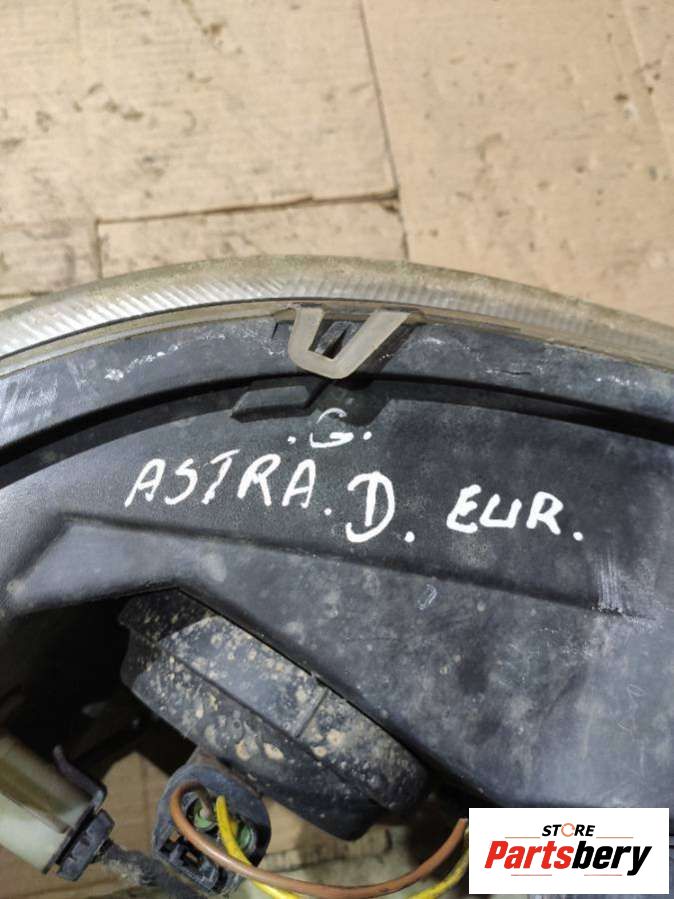 .G.
ASTRA. D. EUR.
STORE
Partsbery